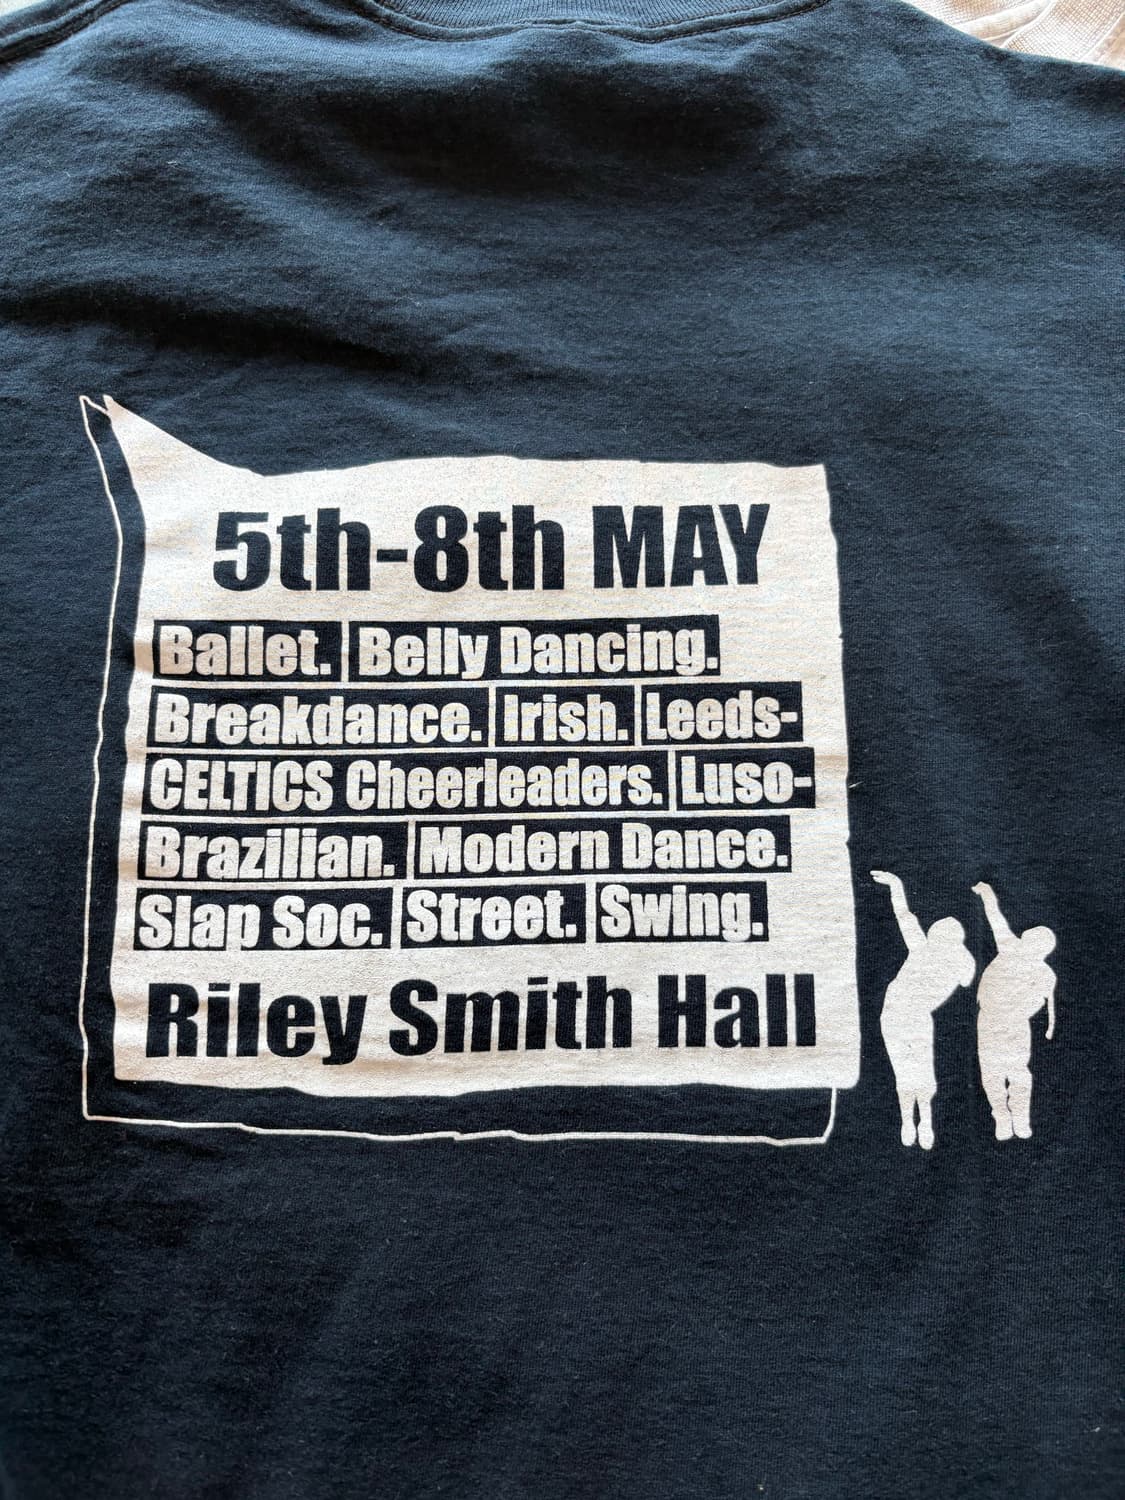 5th-8th MAY
Ballet. Belly Dancing.
Breakdance. Irish. Leeds-
CELTICS Cheerleaders. Luso-
Brazilian. Modern Dance.
Slap Soc. Street. Swing.
Riley Smith Hall